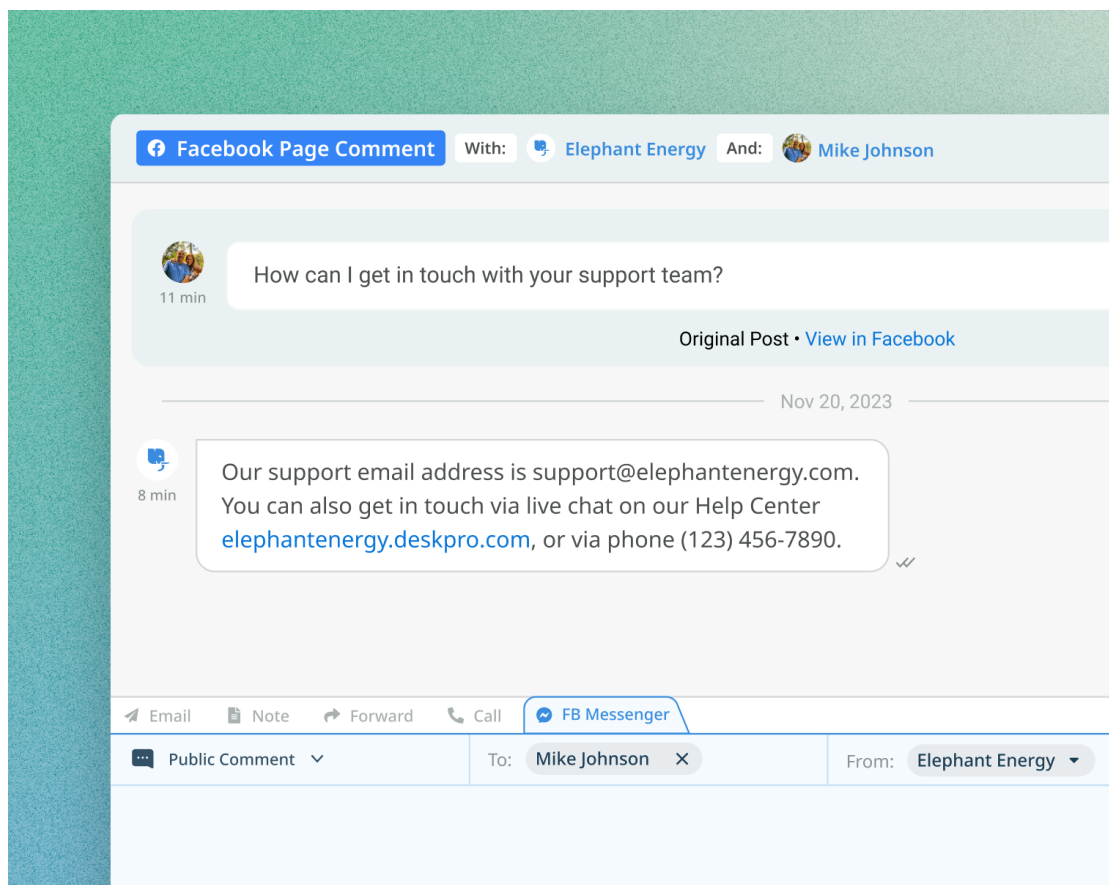 Facebook Page Comment With: Elephant Energy And: Mike Johnson
How can I get in touch with your support team?
11 min
Original Post • View in Facebook
Nov 20, 2023
Our support email address is support@elephantenergy.com.
8 min
You can also get in touch via live chat on our Help Center
elephantenergy.deskpro.com, or via phone (123) 456-7890.
Email Note Forward Call FB Messenger
Public Comment To: Mike Johnson From: Elephant Energy